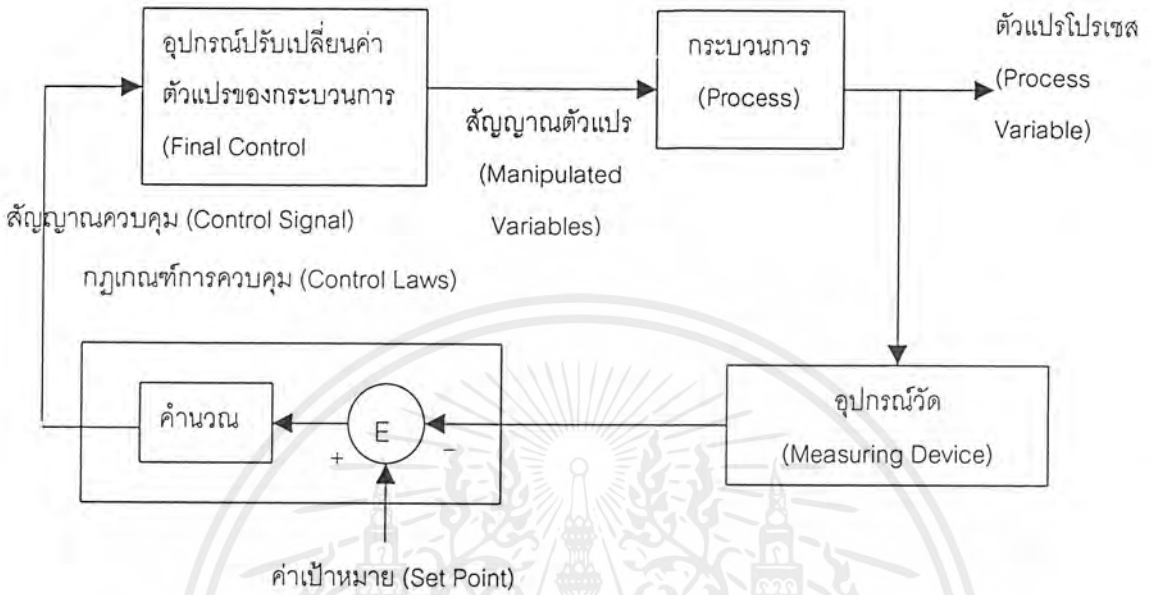 อุปกรณ์ปรับเปลี่ยนค่า
ตัวแปรของกระบวนการ
(Final Control
สัญญาณตัวแปร
(Manipulated
Variables)
กระบวนการ
(Process)
ตัวแปรโปรเซส
(Process
Variable)
สัญญาณควบคุม (Control Signal)
กฎเกณฑ์การควบคุม (Control Laws)
คำนวณ
E
+
−
อุปกรณ์วัด
(Measuring Device)
ค่าเป้าหมาย (Set Point)